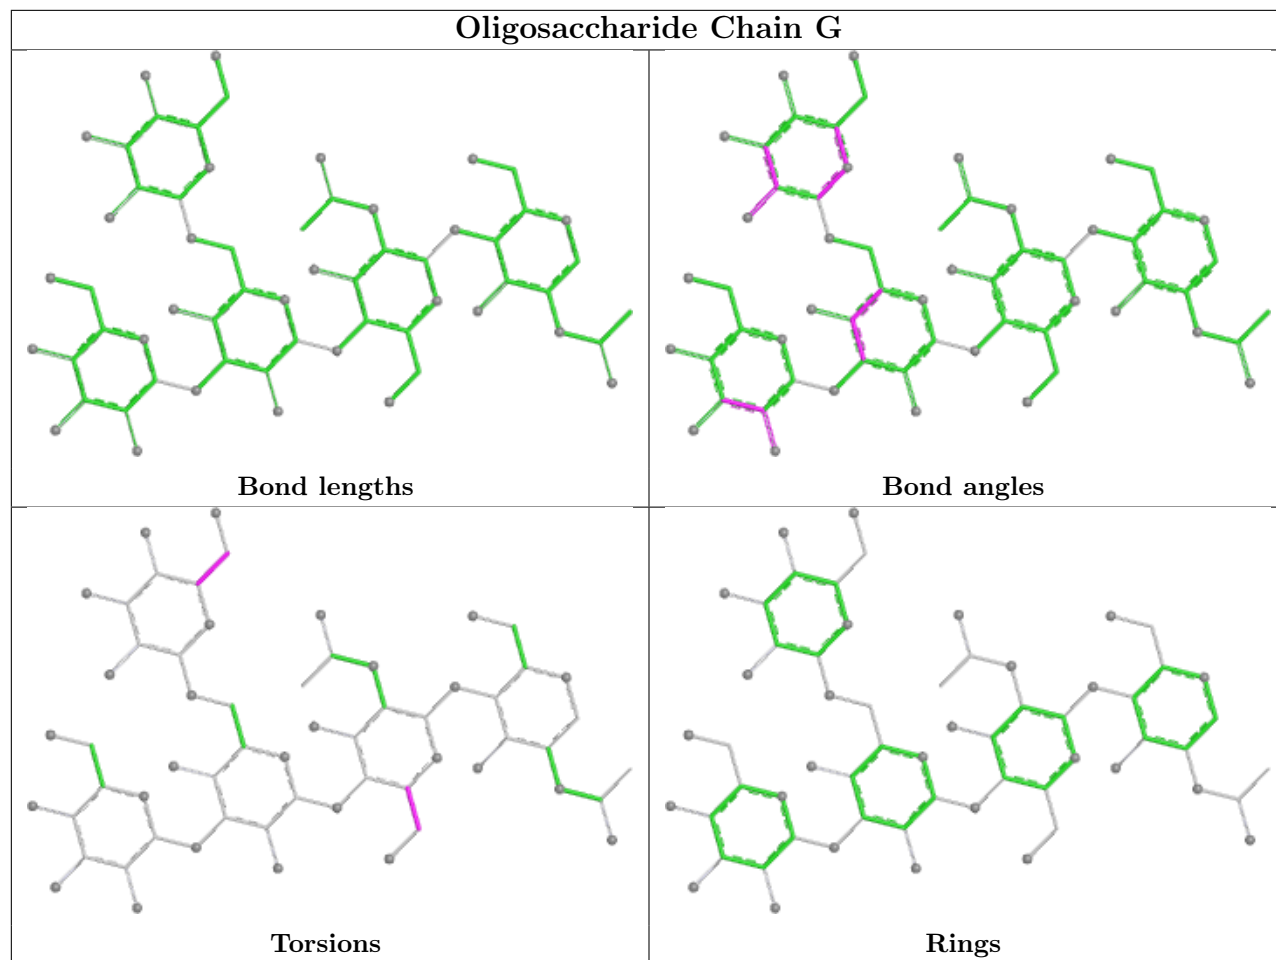 Oligosaccharide Chain G
Bond lengths
Bond angles
Torsions
Rings